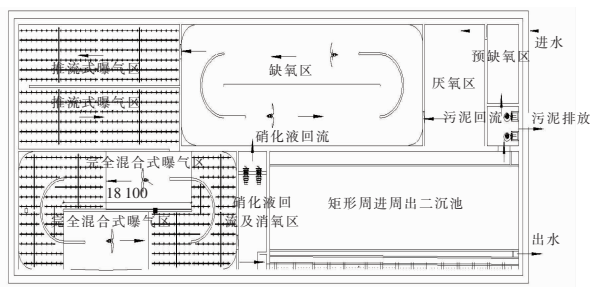 进水
预缺氧区
推流式曝气区
缺氧区
厌氧区
推流式曝气区
污泥回流
污泥排放
硝化液回流
完全混合式曝气区
18 100
硝化液回
流及消氧区
矩形周进周出二沉池
完全混合式曝气区
出水